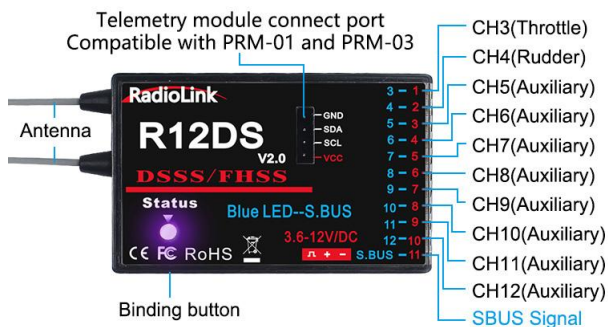 Telemetry module connect port
Compatible with PRM-01 and PRM-03
Antenna
RadioLink
R12DS
V2.0
DSSS/FHSS
Status
Blue LED--S.BUS
3.6-12V/DC
CE FC RoHS
+ -
GND
SDA
SCL
VCC
3 - 1
4 - 2
5 - 3
6 - 4
7 - 5
8 - 6
9 - 7
10 - 8
11 - 9
12 - 10
S.BUS - 11
CH3(Throttle)
CH4(Rudder)
CH5(Auxiliary)
CH6(Auxiliary)
CH7(Auxiliary)
CH8(Auxiliary)
CH9(Auxiliary)
CH10(Auxiliary)
CH11(Auxiliary)
CH12(Auxiliary)
SBUS Signal
Binding button